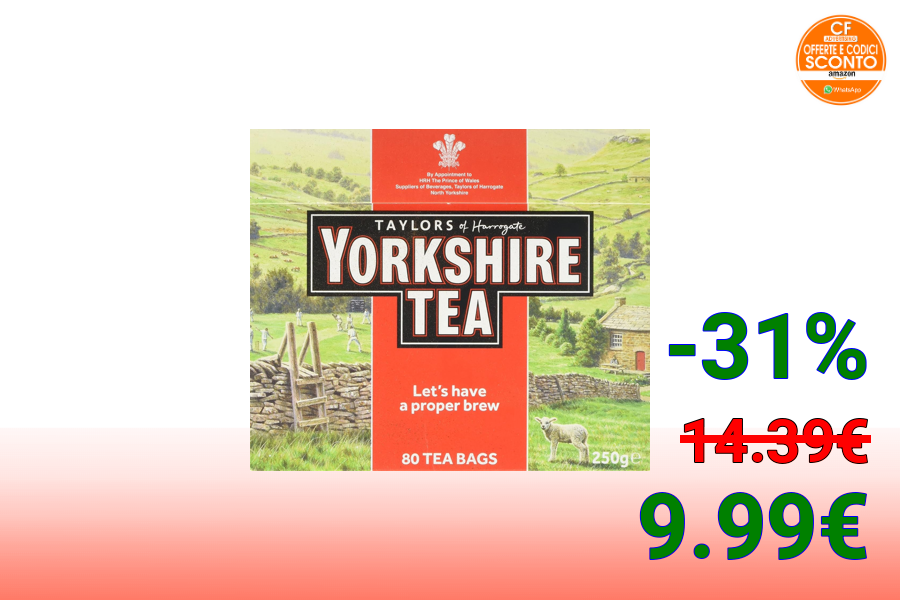 CF
ADVERTISING
OFFERTE E CODICI
SCONTO
amazon
WhatsApp
By Appointment to
HRH The Prince of Wales
Suppliers of Beverages, Taylors of Harrogate
North Yorkshire
TAYLORS of Harrogate
YORKSHIRE
TEA
Let's have
a proper brew
80 TEA BAGS
250g℮
-31%
14.39€
9.99€